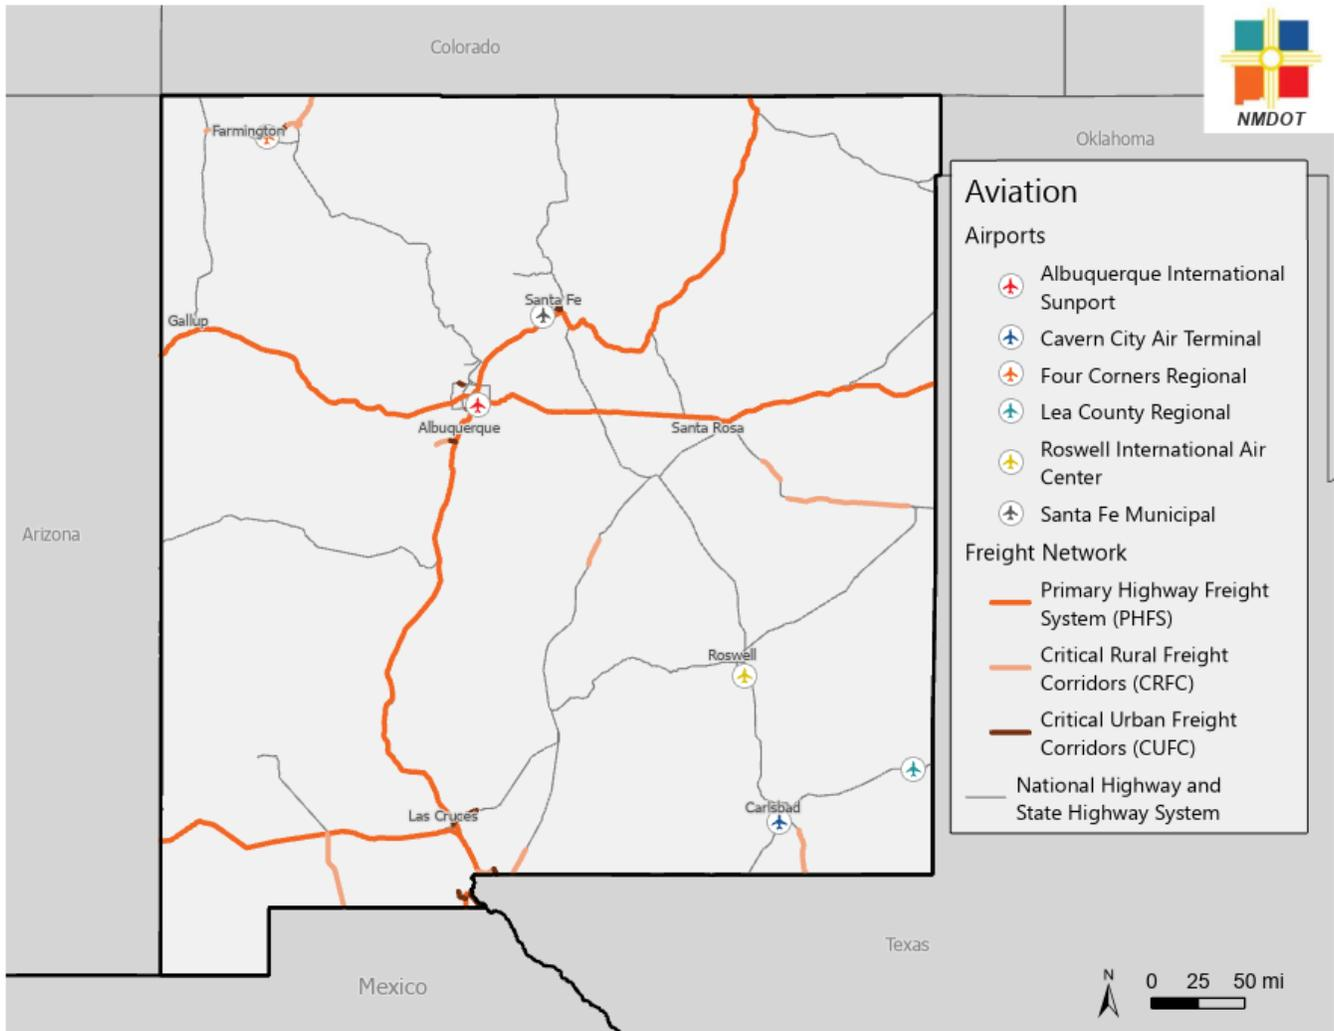 Colorado
NMDOT
Oklahoma
Farmington
Aviation
Airports
Albuquerque International
Sunport
Cavern City Air Terminal
Four Corners Regional
Lea County Regional
Roswell International Air
Center
Santa Fe Municipal
Freight Network
Primary Highway Freight
System (PHFS)
Critical Rural Freight
Corridors (CRFC)
Critical Urban Freight
Corridors (CUFC)
National Highway and
State Highway System
Santa Fe
Gallup
Albuquerque
Santa Rosa
Arizona
Roswell
Carlsbad
Las Cruces
Texas
Mexico
N
0 25 50 mi